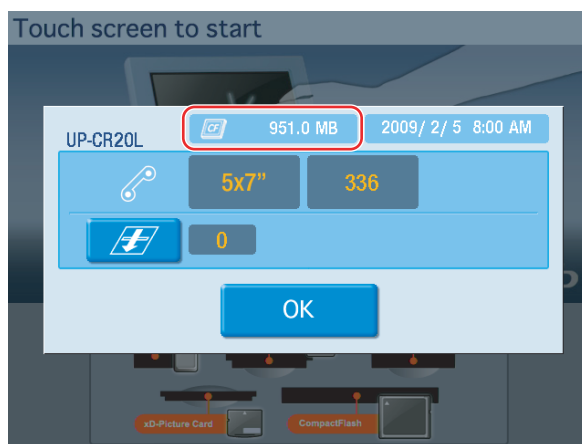 Touch screen to start
UP-CR20L
CF 951.0 MB
2009/ 2/ 5 8:00 AM
5x7” 336
0
OK
P
xD-Picture Card
CompactFlash